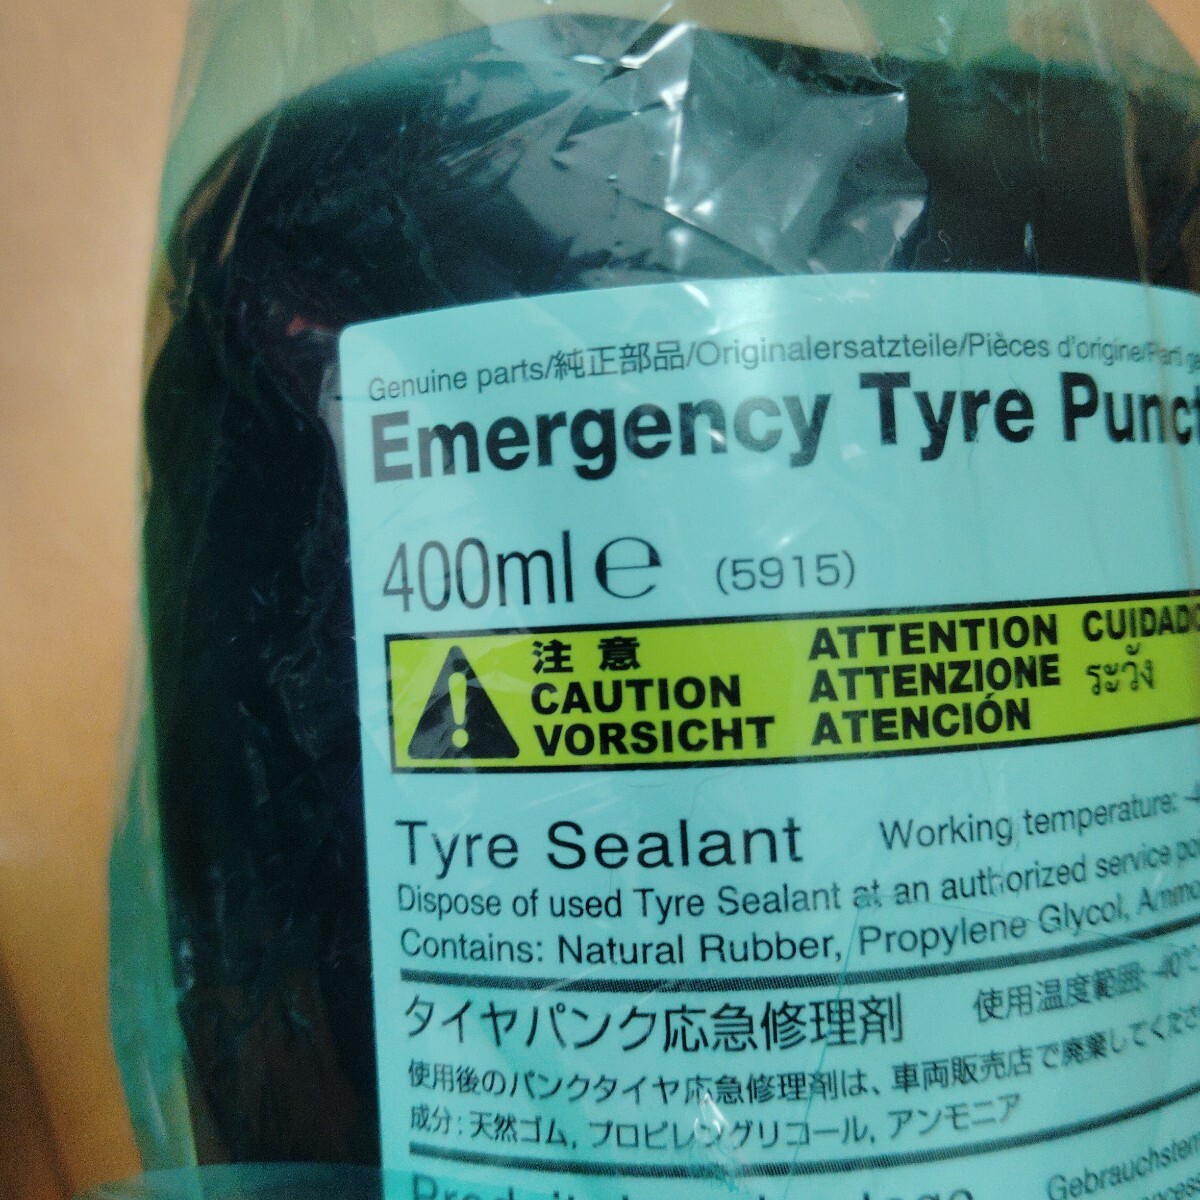 Genuine parts/純正部品/Originalersatzteile/Pièces d'origine/
Emergency Tyre
400ml ℮ (5915)
注意
CAUTION
VORSICHT
ATTENTION
ATTENZIONE
ATENCIÓN
CUIDADO
ระวัง
Tyre Sealant Working temperature:
Dispose of used Tyre Sealant at an authorized service
Contains: Natural Rubber, Propylene Glycol,
タイヤパンク応急修理剤 使用温度範囲: -40°
使用後のパンクタイヤ応急修理剤は、車両販売店で廃棄してくださ
成分: 天然ゴム, プロピレングリコール, アンモニア